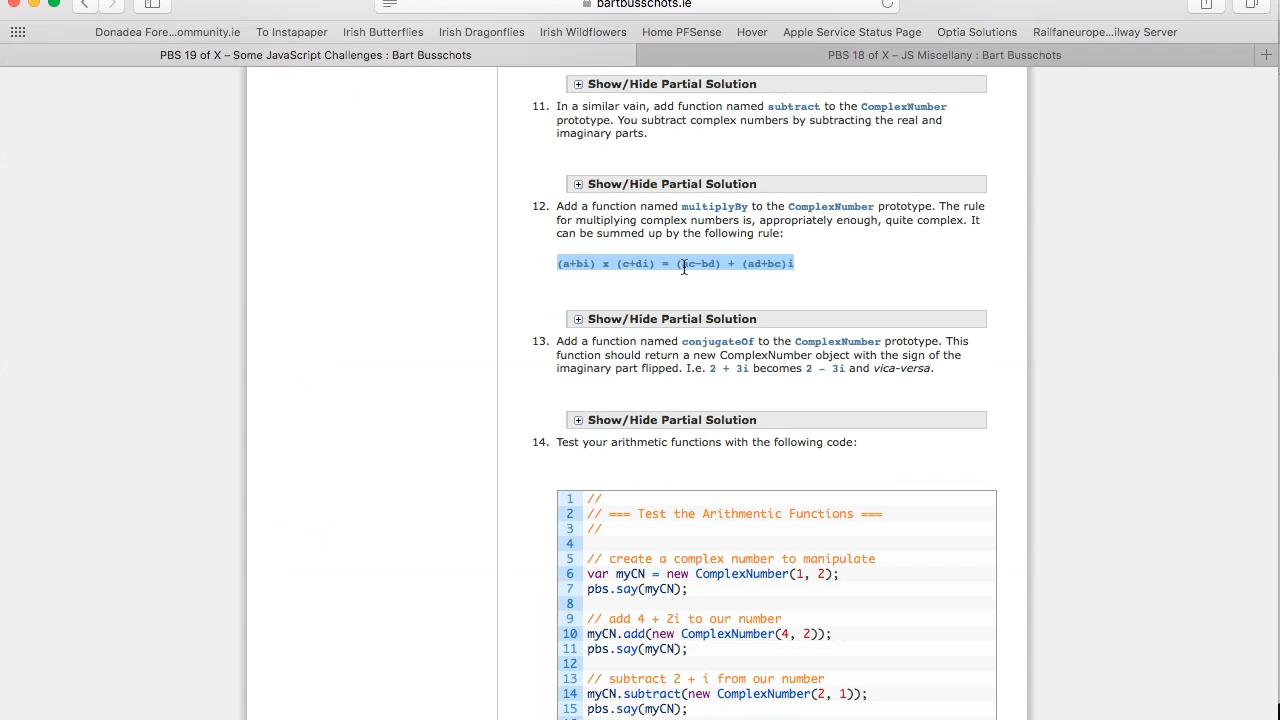 bartbusschots.ie
Donadea Fore...ommunity.ie To Instapaper Irish Butterflies Irish Dragonflies Irish Wildflowers Home PFSense Hover Apple Service Status Page Optia Solutions Railfaneurope...ilway Server
PBS 19 of X – Some JavaScript Challenges : Bart Busschots PBS 18 of X – JS Miscellany : Bart Busschots
Show/Hide Partial Solution
11. In a similar vain, add function named subtract to the ComplexNumber
prototype. You subtract complex numbers by subtracting the real and
imaginary parts.
Show/Hide Partial Solution
12. Add a function named multiplyBy to the ComplexNumber prototype. The rule
for multiplying complex numbers is, appropriately enough, quite complex. It
can be summed up by the following rule:
(a+bi) x (c+di) = (ac−bd) + (ad+bc)i
Show/Hide Partial Solution
13. Add a function named conjugateOf to the ComplexNumber prototype. This
function should return a new ComplexNumber object with the sign of the
imaginary part flipped. I.e. 2 + 3i becomes 2 - 3i and vica-versa.
Show/Hide Partial Solution
14. Test your arithmetic functions with the following code:
1 //
2 // === Test the Arithmentic Functions ===
3 //
4
5 // create a complex number to manipulate
6 var myCN = new ComplexNumber(1, 2);
7 pbs.say(myCN);
8
9 // add 4 + 2i to our number
10 myCN.add(new ComplexNumber(4, 2));
11 pbs.say(myCN);
12
13 // subtract 2 + i from our number
14 myCN.subtract(new ComplexNumber(2, 1));
15 pbs.say(myCN);